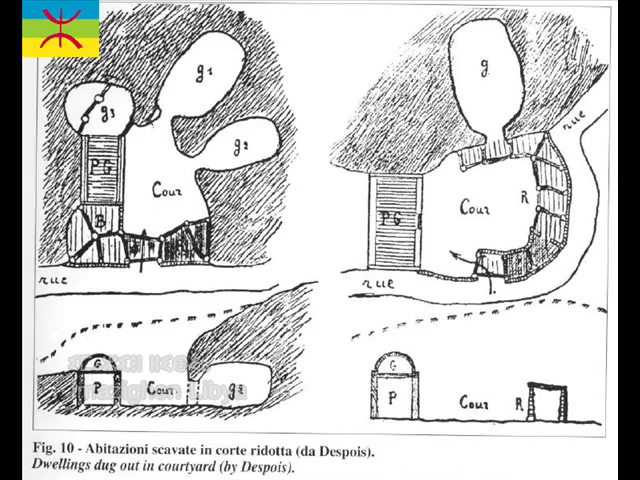 g1
g3
g2
PG
Cour
B
rue
G
P
Cour
g2
g
rue
Cour
R
PG
rue
G
P
Cour
R
Fig. 10 - Abitazioni scavate in corte ridotta (da Despois).
Dwellings dug out in courtyard (by Despois).